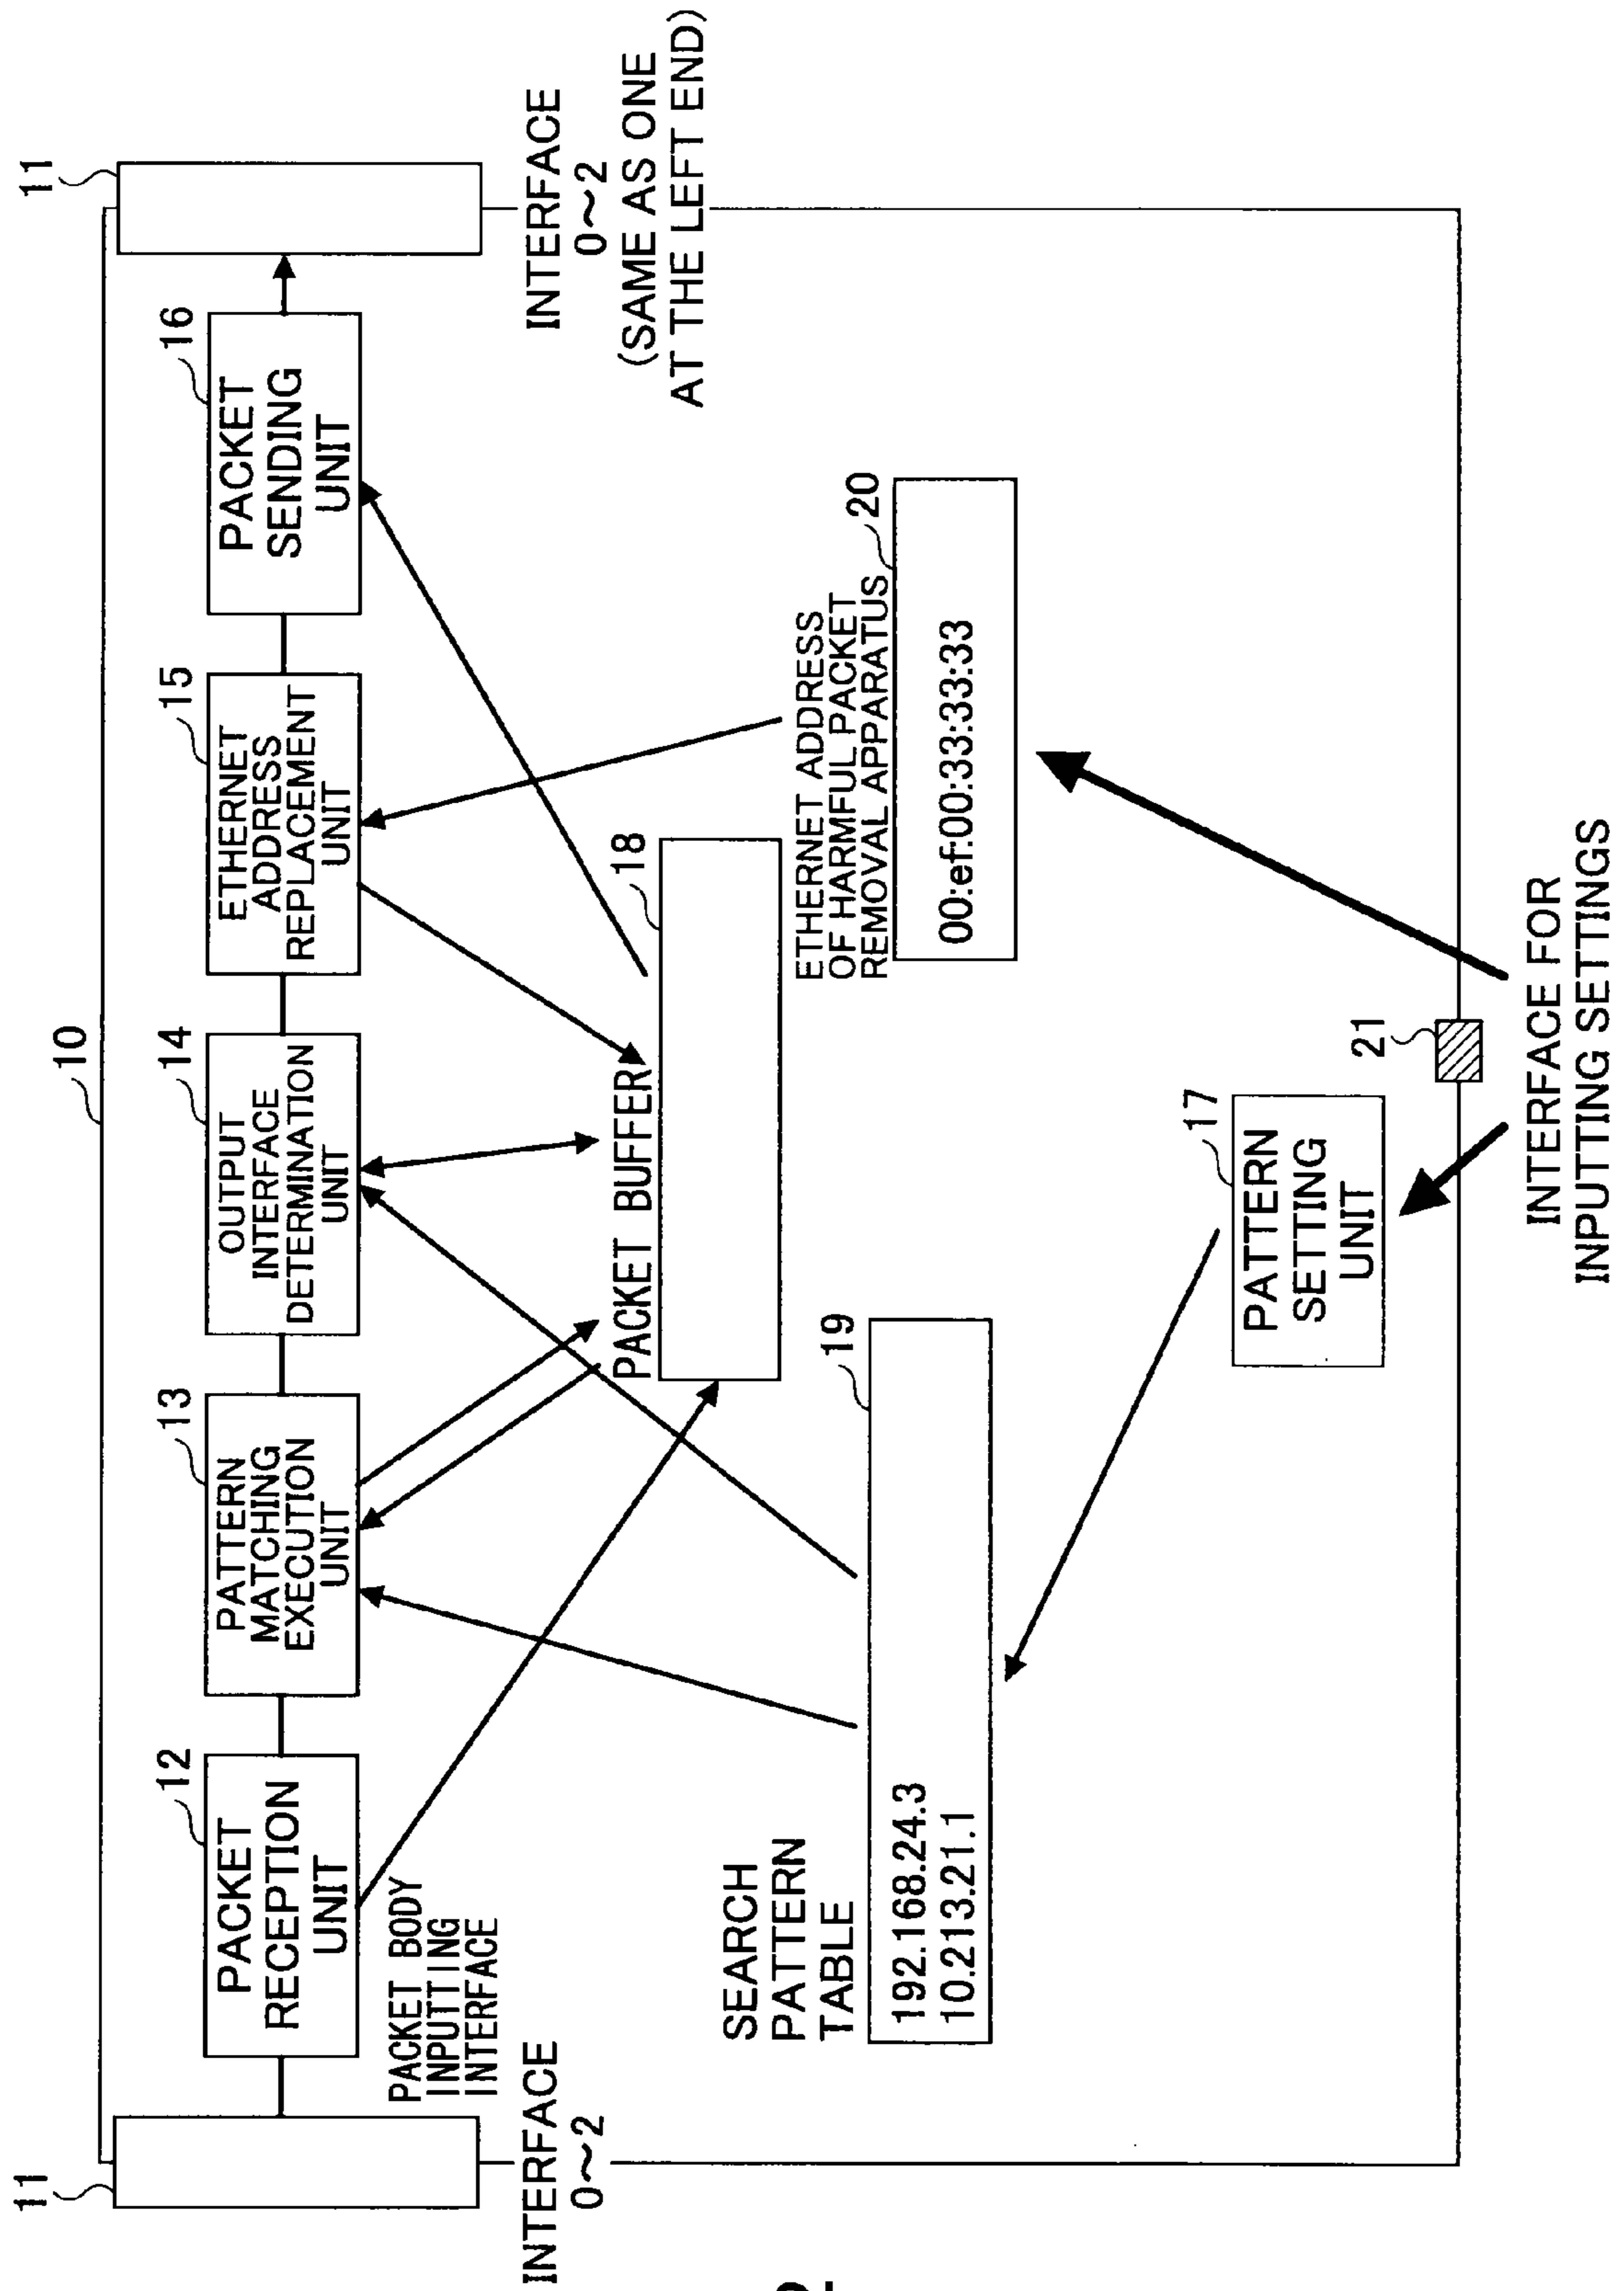 10
11
12
PACKET
RECEPTION
UNIT
13
PATTERN
MATCHING
EXECUTION
UNIT
14
OUTPUT
INTERFACE
DETERMINATION
UNIT
15
ETHERNET
ADDRESS
REPLACEMENT
UNIT
16
PACKET
SENDING
UNIT
11
PACKET BODY
INPUTTING
INTERFACE
INTERFACE
0~2
INTERFACE
0~2
(SAME AS ONE
AT THE LEFT END)
PACKET BUFFER
18
SEARCH
PATTERN
TABLE
19
192.168.24.3
10.213.21.1
ETHERNET ADDRESS
OF HARMFUL PACKET
REMOVAL APPARATUS
20
00:ef:00:33:33:33
17
PATTERN
SETTING
UNIT
21
INTERFACE FOR
INPUTTING SETTINGS